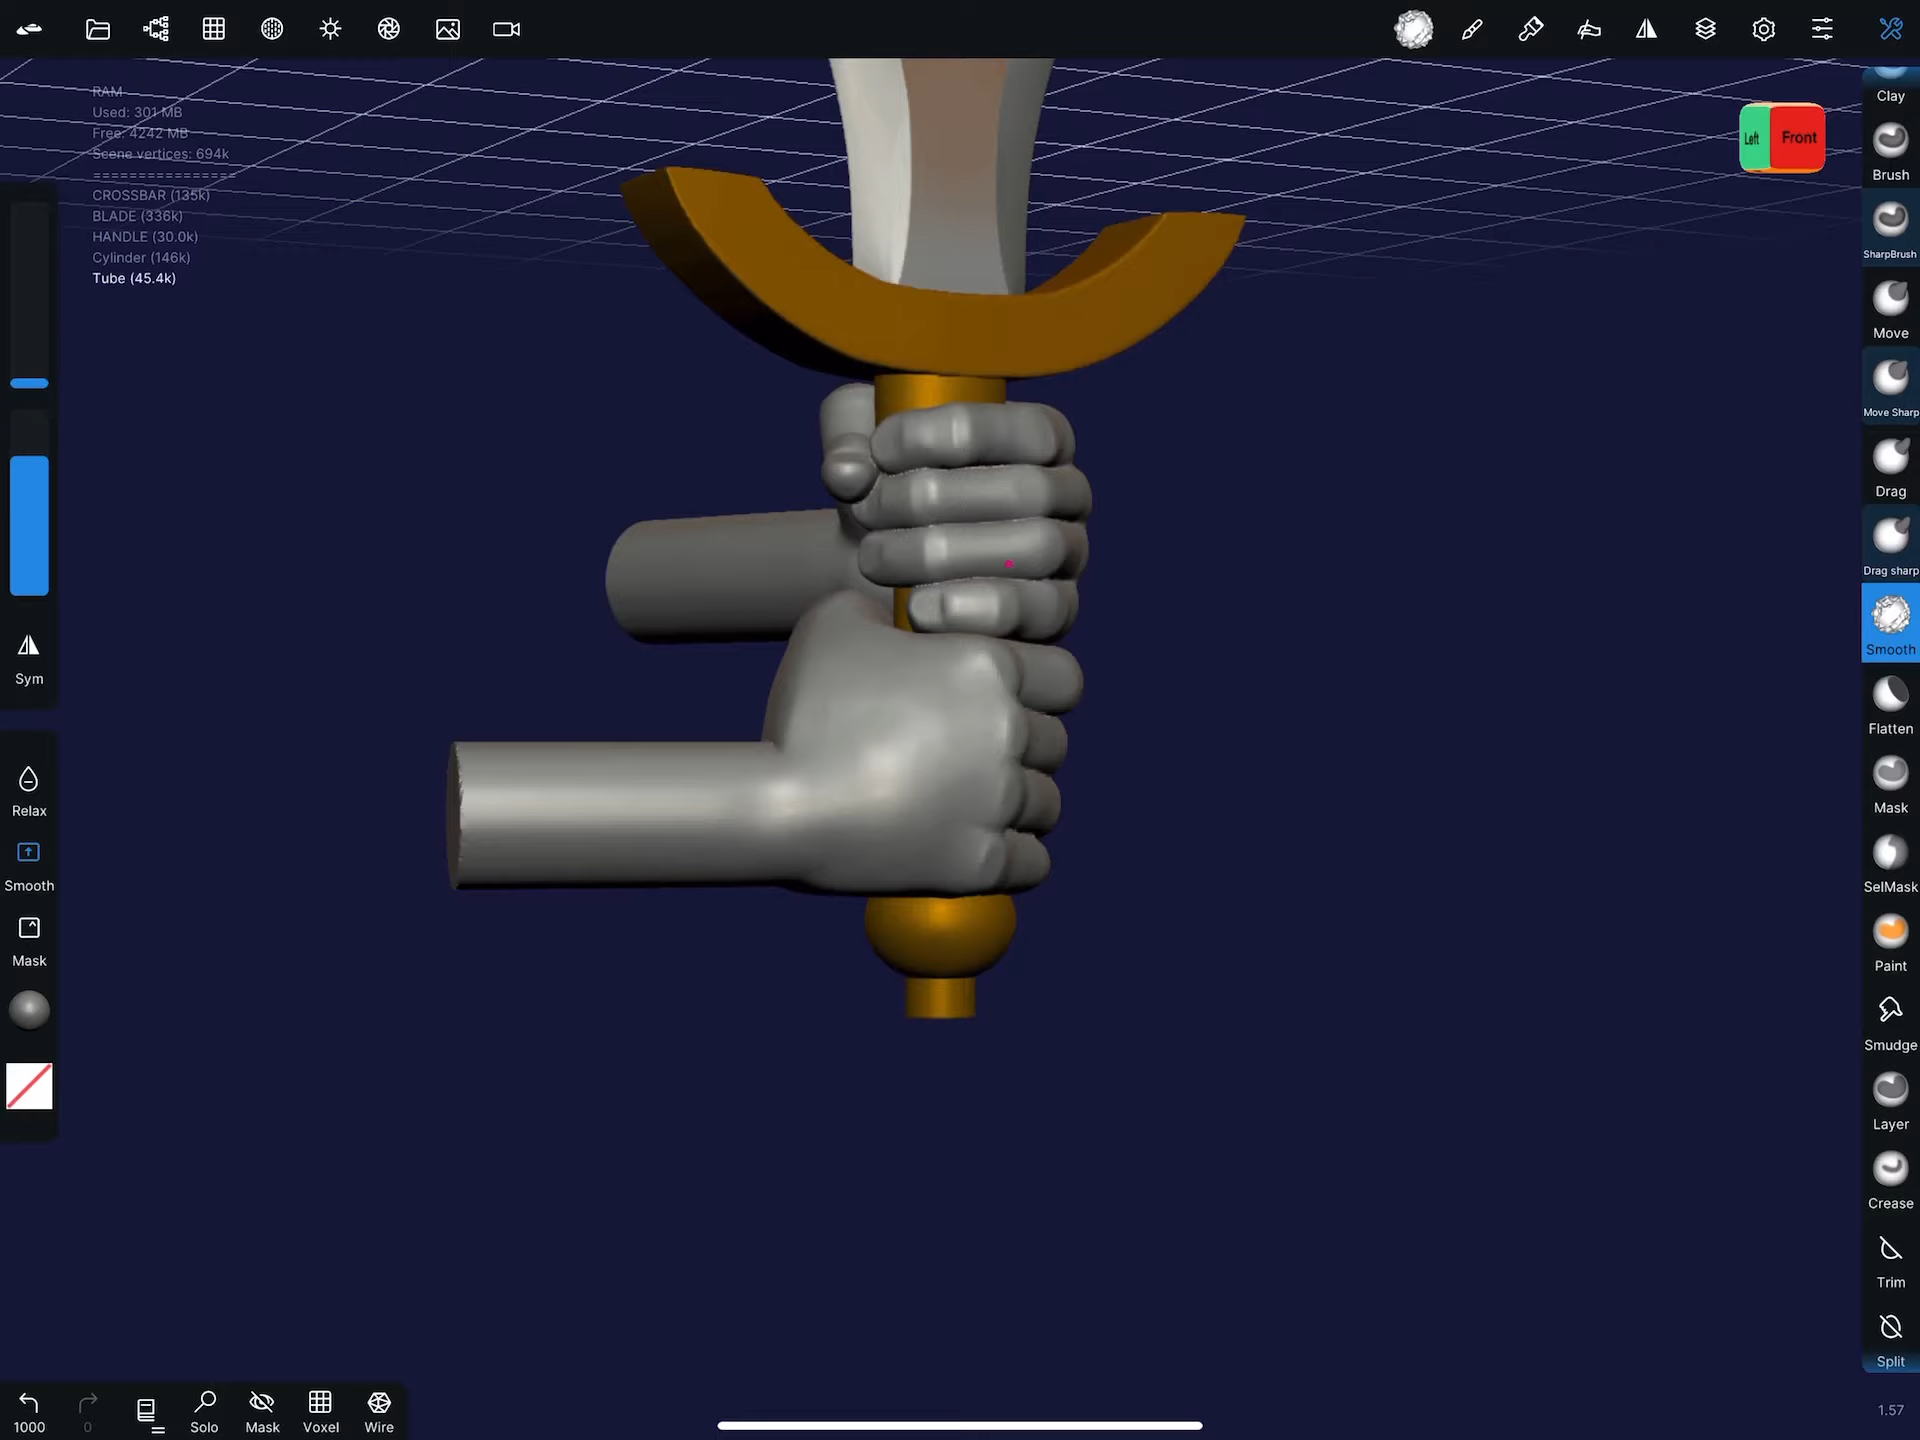 RAM
Used: 301 MB
Free: 4242 MB
Scene vertices: 694k
==================
CROSSBAR (135k)
BLADE (336k)
HANDLE (30.0k)
Cylinder (146k)
Tube (45.4k)
Sym
Relax
Smooth
Mask
Left
Front
Clay
Brush
SharpBrush
Move
Move Sharp
Drag
Drag sharp
Smooth
Flatten
Mask
SelMask
Paint
Smudge
Layer
Crease
Trim
Split
1000
0
Solo
Mask
Voxel
Wire
1.57